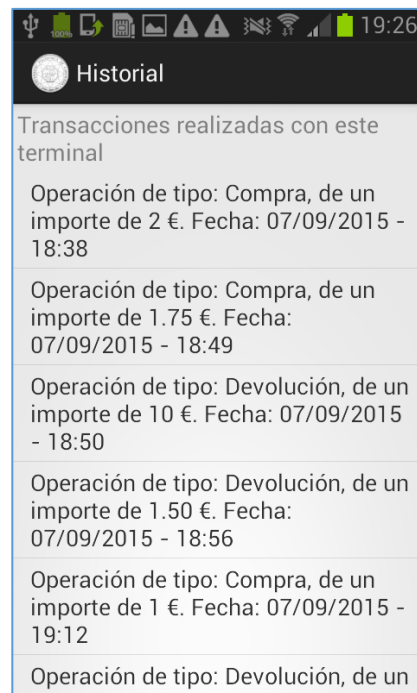 100%
19:26
Historial
Transacciones realizadas con este
terminal
Operación de tipo: Compra, de un
importe de 2 €. Fecha: 07/09/2015 -
18:38
Operación de tipo: Compra, de un
importe de 1.75 €. Fecha:
07/09/2015 - 18:49
Operación de tipo: Devolución, de un
importe de 10 €. Fecha: 07/09/2015
- 18:50
Operación de tipo: Devolución, de un
importe de 1.50 €. Fecha:
07/09/2015 - 18:56
Operación de tipo: Compra, de un
importe de 1 €. Fecha: 07/09/2015 -
19:12
Operación de tipo: Devolución, de un